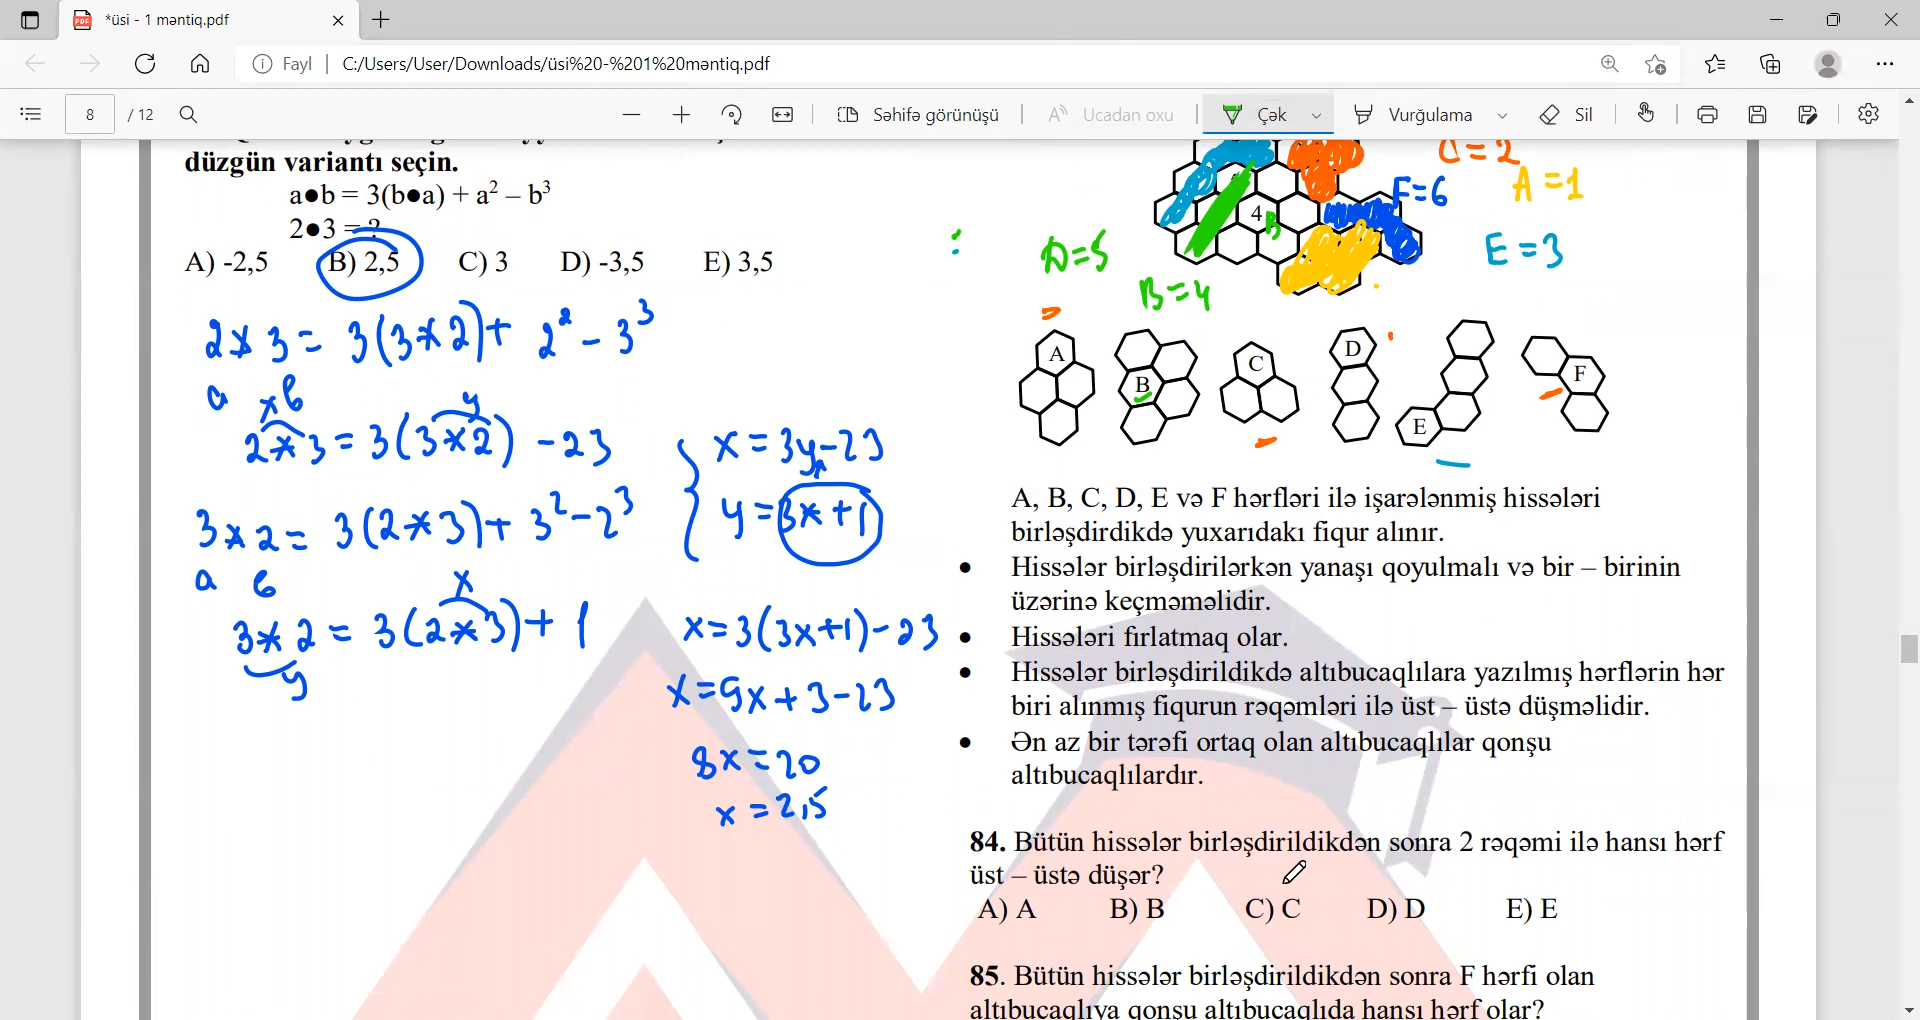 *üsi - 1 məntiq.pdf
Fayl | C:/Users/User/Downloads/üsi%20-%201%20məntiq.pdf
8 / 12
Səhifə görünüşü
Ucadan oxu
Çək
Vurğulama
Sil
düzgün variantı seçin.
a●b = 3(b●a) + a² – b³
2●3 = ?
A) -2,5 B) 2,5 C) 3 D) -3,5 E) 3,5
2*3 = 3(3*2) + 2² - 3³
a b
x y
2*3 = 3(3*2) - 23
3*2 = 3(2*3) + 3² - 2³
a b
x
3*2 = 3(2*3) + 1
y
x = 3y - 23
y = 3x + 1
x = 3(3x+1) - 23
x = 9x + 3 - 23
8x = 20
x = 2,5
C = 2
F = 6
A = 1
4
B
D = 5
E = 3
B = 4
A
B
C
D
E
F
A, B, C, D, E və F hərfləri ilə işarələnmiş hissələri
birləşdirdikdə yuxarıdakı fiqur alınır.
● Hissələr birləşdirilərkən yanaşı qoyulmalı və bir – birinin
üzərinə keçməməlidir.
● Hissələri fırlatmaq olar.
● Hissələr birləşdirildikdə altıbucaqlılara yazılmış hərflərin hər
biri alınmış fiqurun rəqəmləri ilə üst – üstə düşməlidir.
● Ən az bir tərəfi ortaq olan altıbucaqlılar qonşu
altıbucaqlılardır.
84. Bütün hissələr birləşdirildikdən sonra 2 rəqəmi ilə hansı hərf
üst – üstə düşər?
A) A B) B C) C D) D E) E
85. Bütün hissələr birləşdirildikdən sonra F hərfi olan
altıbucaqlıya qonşu altıbucaqlıda hansı hərf olar?